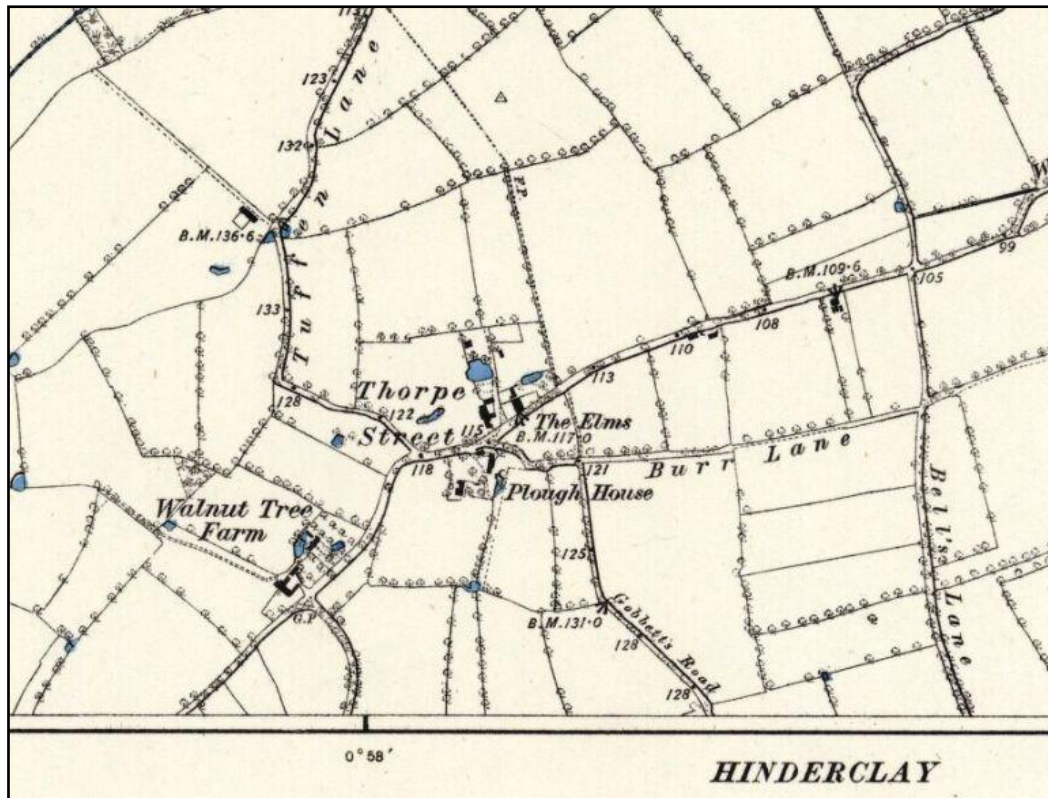 113
123
132
Turffen Lane
F.P.
B.M.136·6
W
99
B.M.109·6
105
133
108
110
113
128
Thorpe
Street
122
115
The Elms
B.M.117·0
118
121
Burr Lane
Plough House
Walnut Tree
Farm
Bell's Lane
125
G.P
B.M.131·0
Gobbett's Road
128
128
0°58′
HINDERCLAY